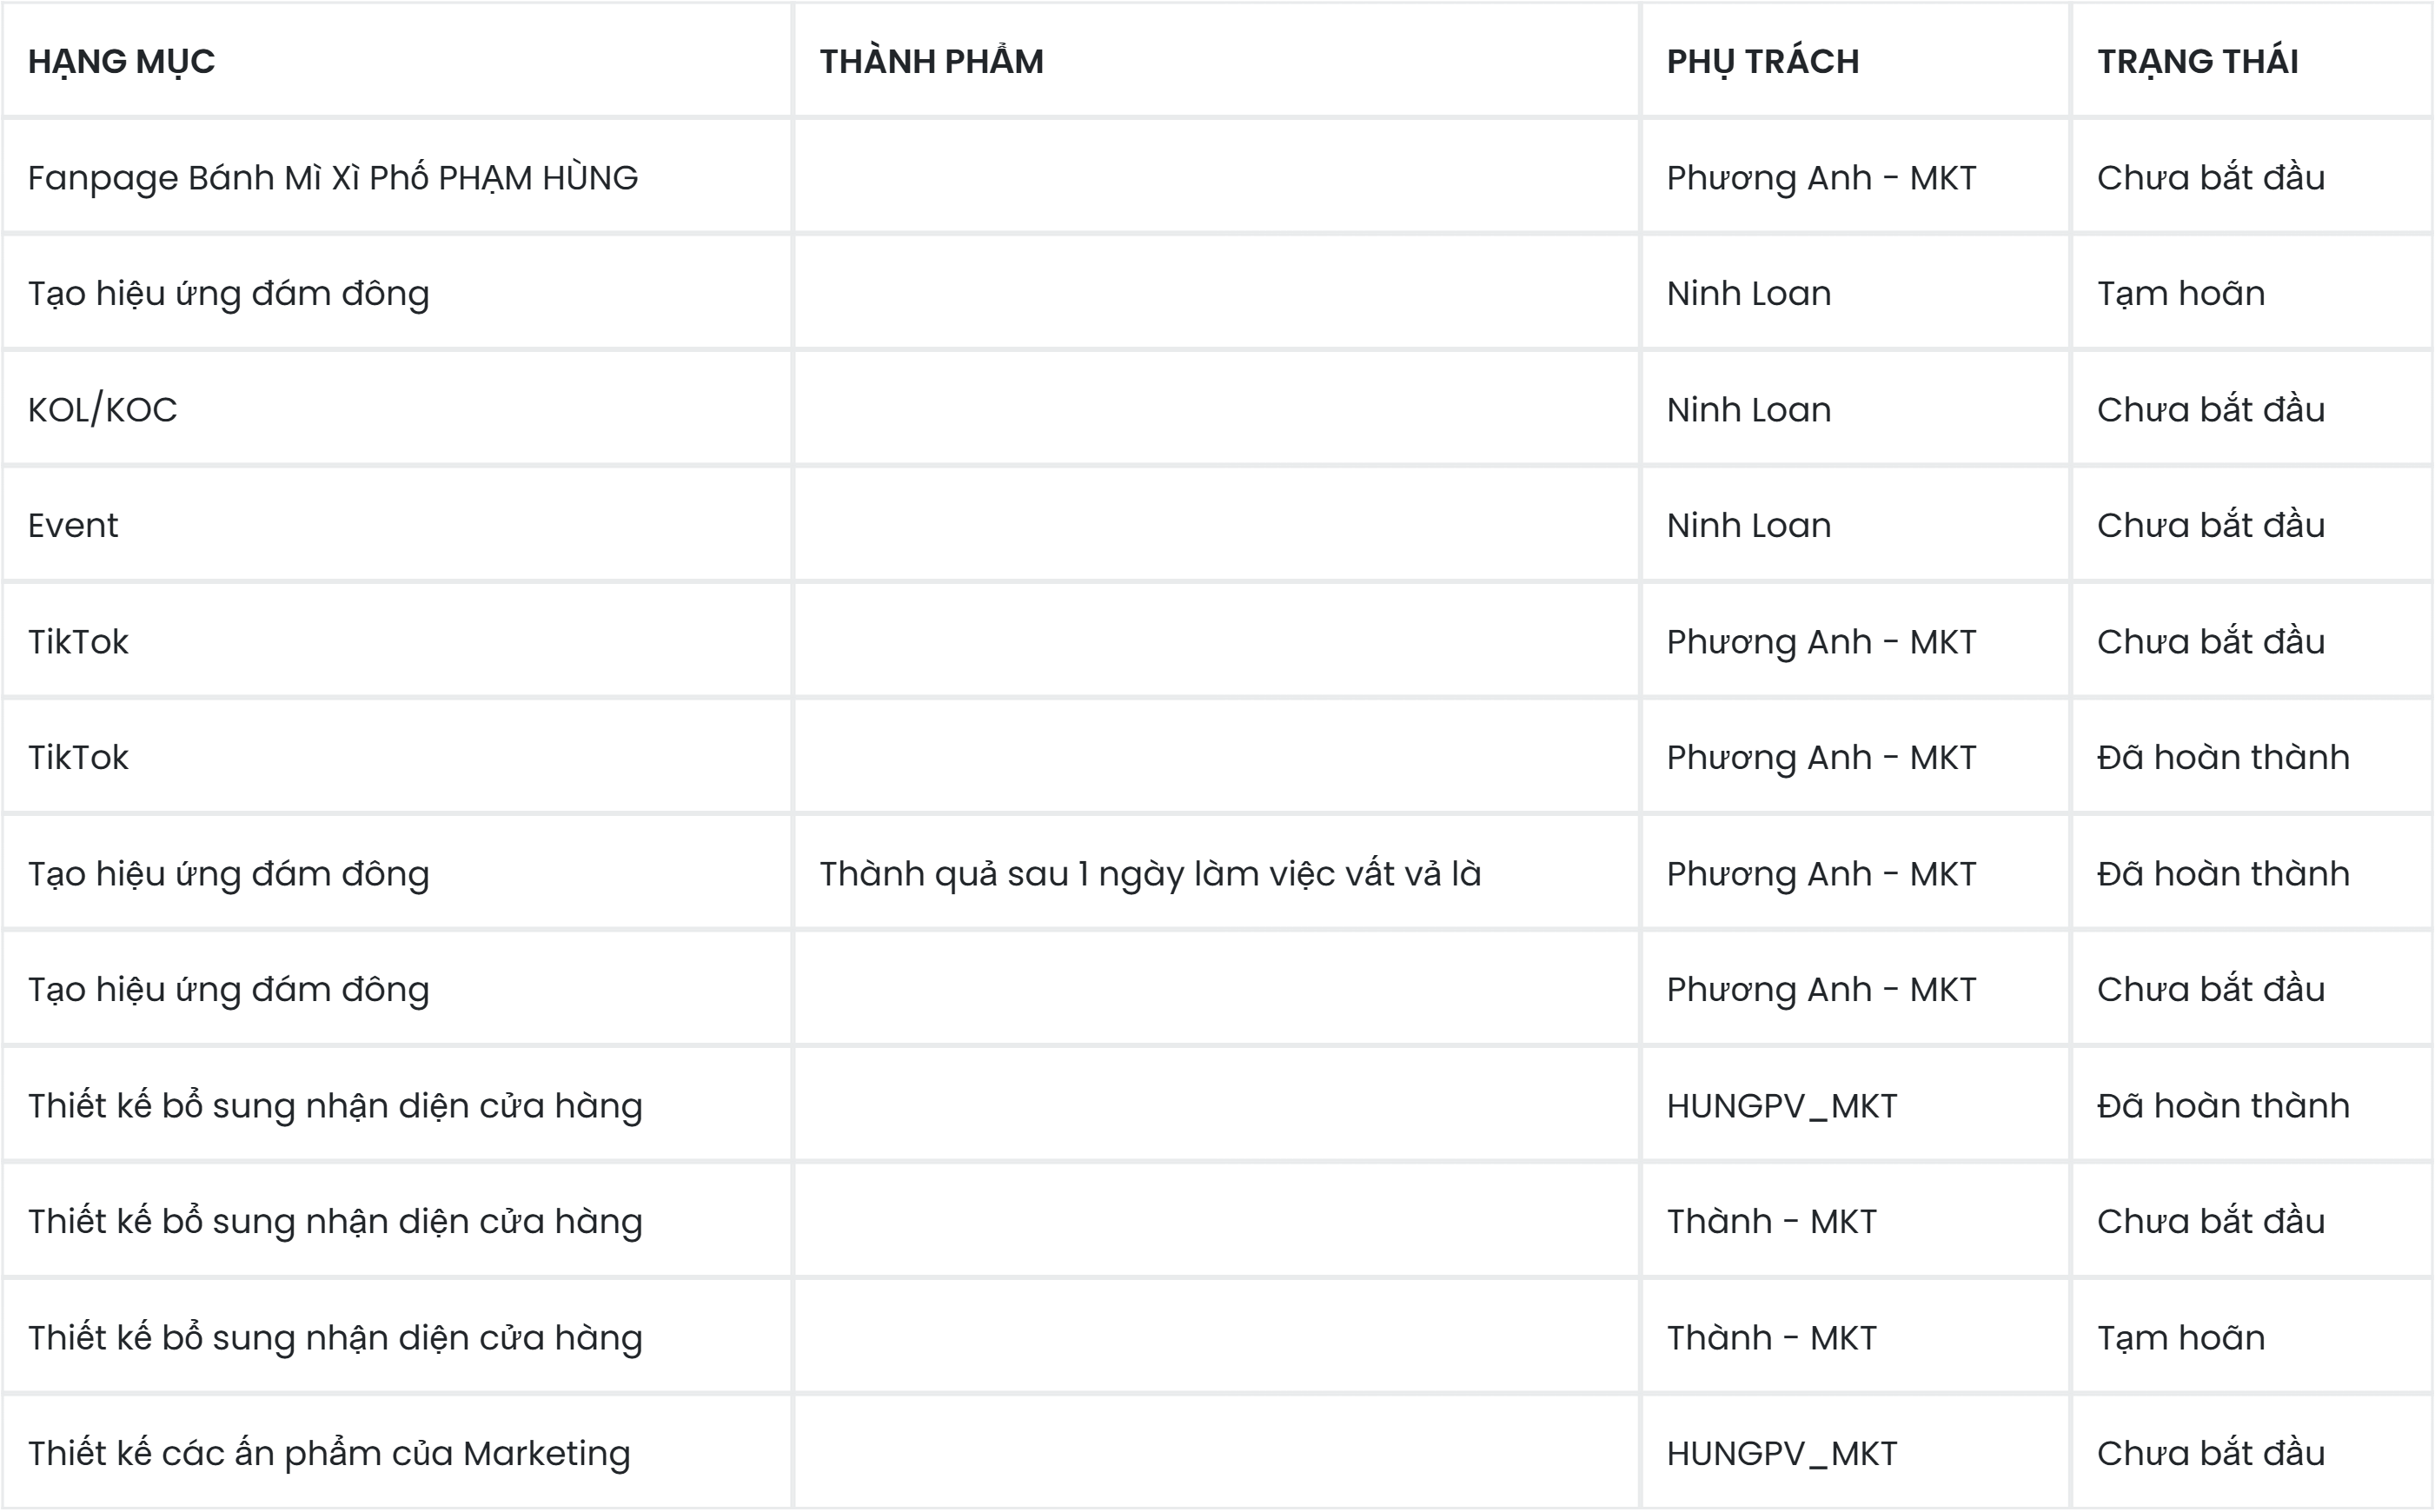 HẠNG MỤC THÀNH PHẨM PHỤ TRÁCH TRẠNG THÁI
Fanpage Bánh Mì Xì Phố PHẠM HÙNG Phương Anh - MKT Chưa bắt đầu
Tạo hiệu ứng đám đông Ninh Loan Tạm hoãn
KOL/KOC Ninh Loan Chưa bắt đầu
Event Ninh Loan Chưa bắt đầu
TikTok Phương Anh - MKT Chưa bắt đầu
TikTok Phương Anh - MKT Đã hoàn thành
Tạo hiệu ứng đám đông Thành quả sau 1 ngày làm việc vất vả là Phương Anh - MKT Đã hoàn thành
Tạo hiệu ứng đám đông Phương Anh - MKT Chưa bắt đầu
Thiết kế bổ sung nhận diện cửa hàng HUNGPV_MKT Đã hoàn thành
Thiết kế bổ sung nhận diện cửa hàng Thành - MKT Chưa bắt đầu
Thiết kế bổ sung nhận diện cửa hàng Thành - MKT Tạm hoãn
Thiết kế các ấn phẩm của Marketing HUNGPV_MKT Chưa bắt đầu